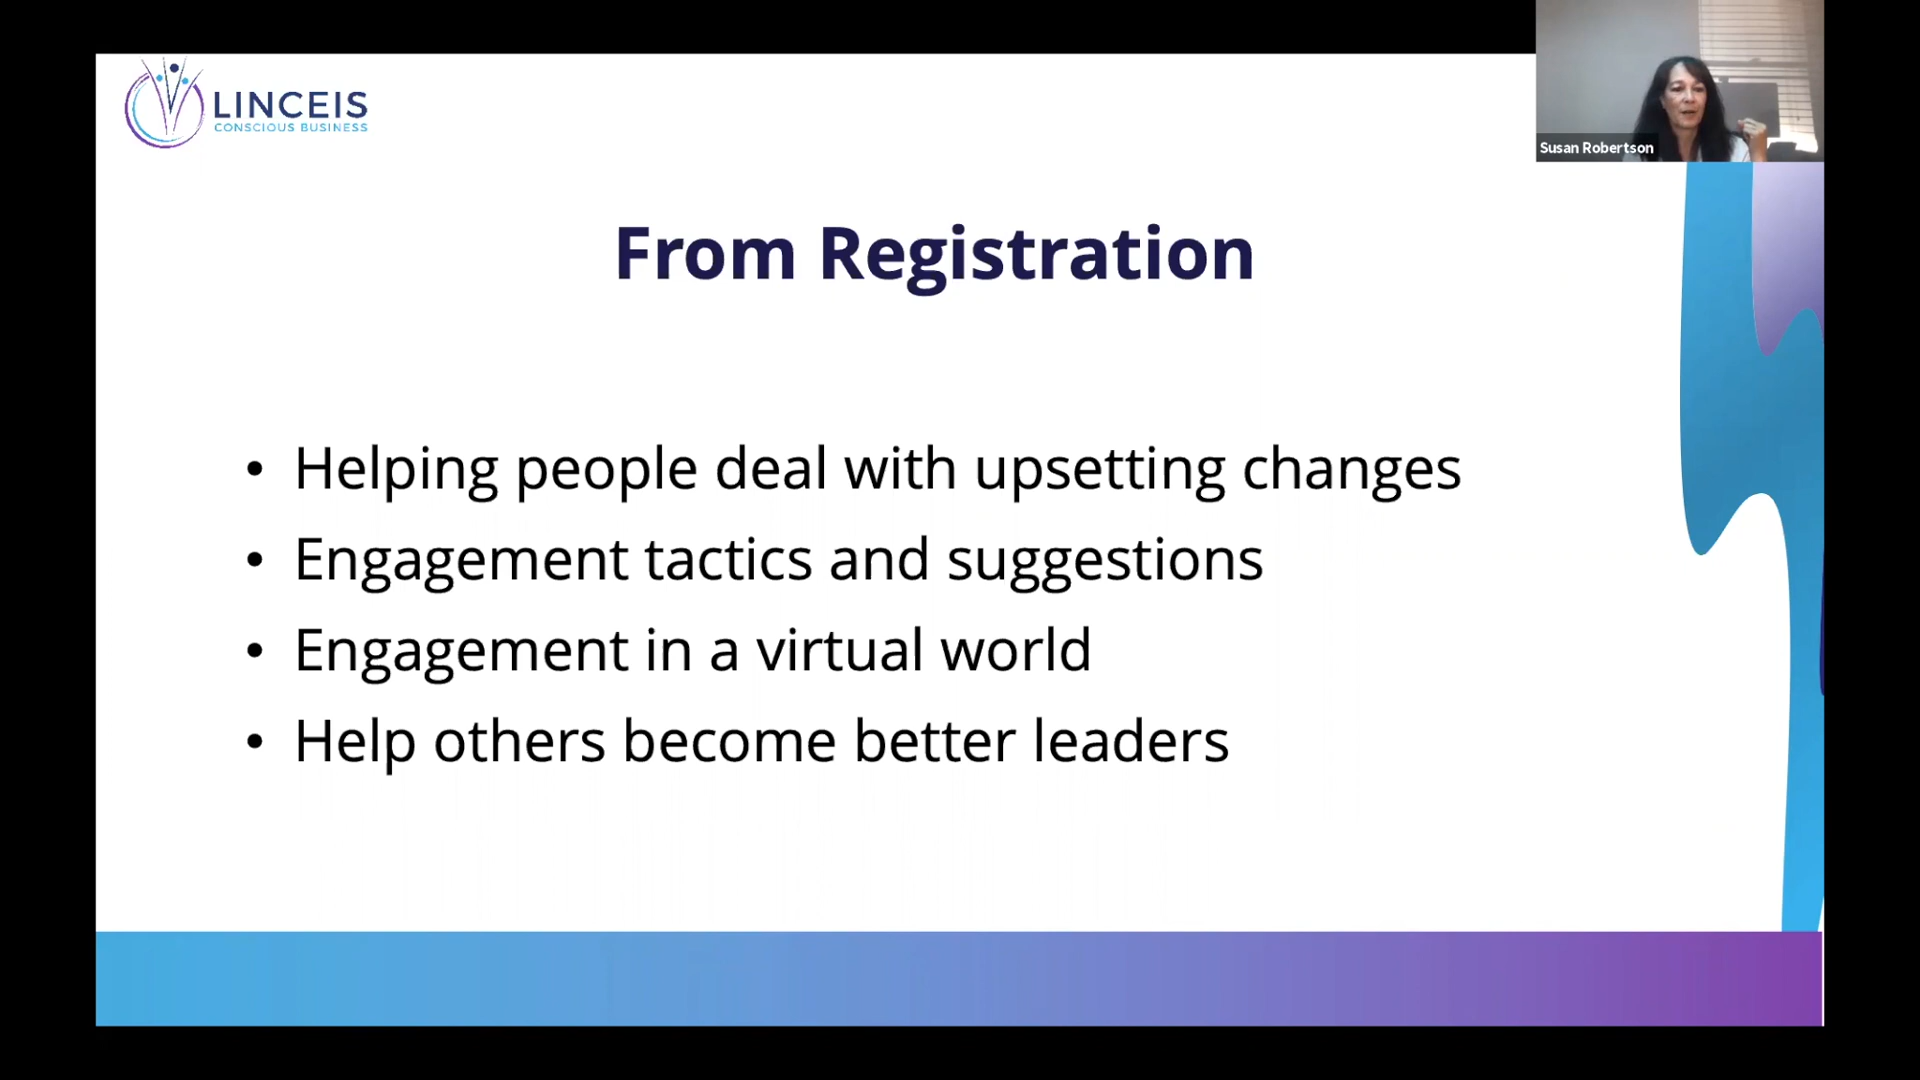 LINCEIS
CONSCIOUS BUSINESS
Susan Robertson
From Registration
• Helping people deal with upsetting changes
• Engagement tactics and suggestions
• Engagement in a virtual world
• Help others become better leaders